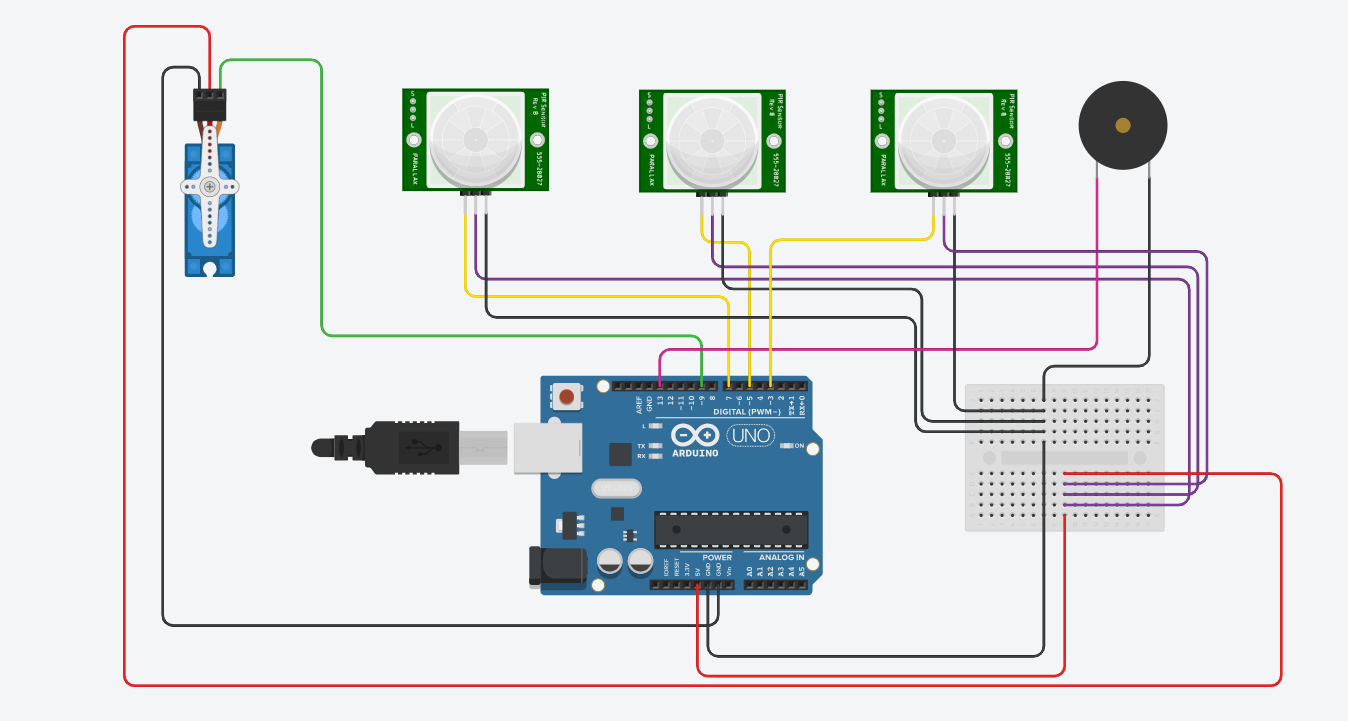 S
L
PIR Sensor
Rev B
PARALLAX
555-28027
S
L
PIR Sensor
Rev B
PARALLAX
555-28027
S
L
PIR Sensor
Rev B
PARALLAX
555-28027
AREF
GND
13
12
~11
~10
~9
8
7
~6
~5
4
~3
2
TX→1
RX←0
DIGITAL (PWM~)
L
TX
RX
UNO
ON
ARDUINO
POWER
ANALOG IN
IOREF
RESET
3.3V
5V
GND
GND
Vin
A0
A1
A2
A3
A4
A5